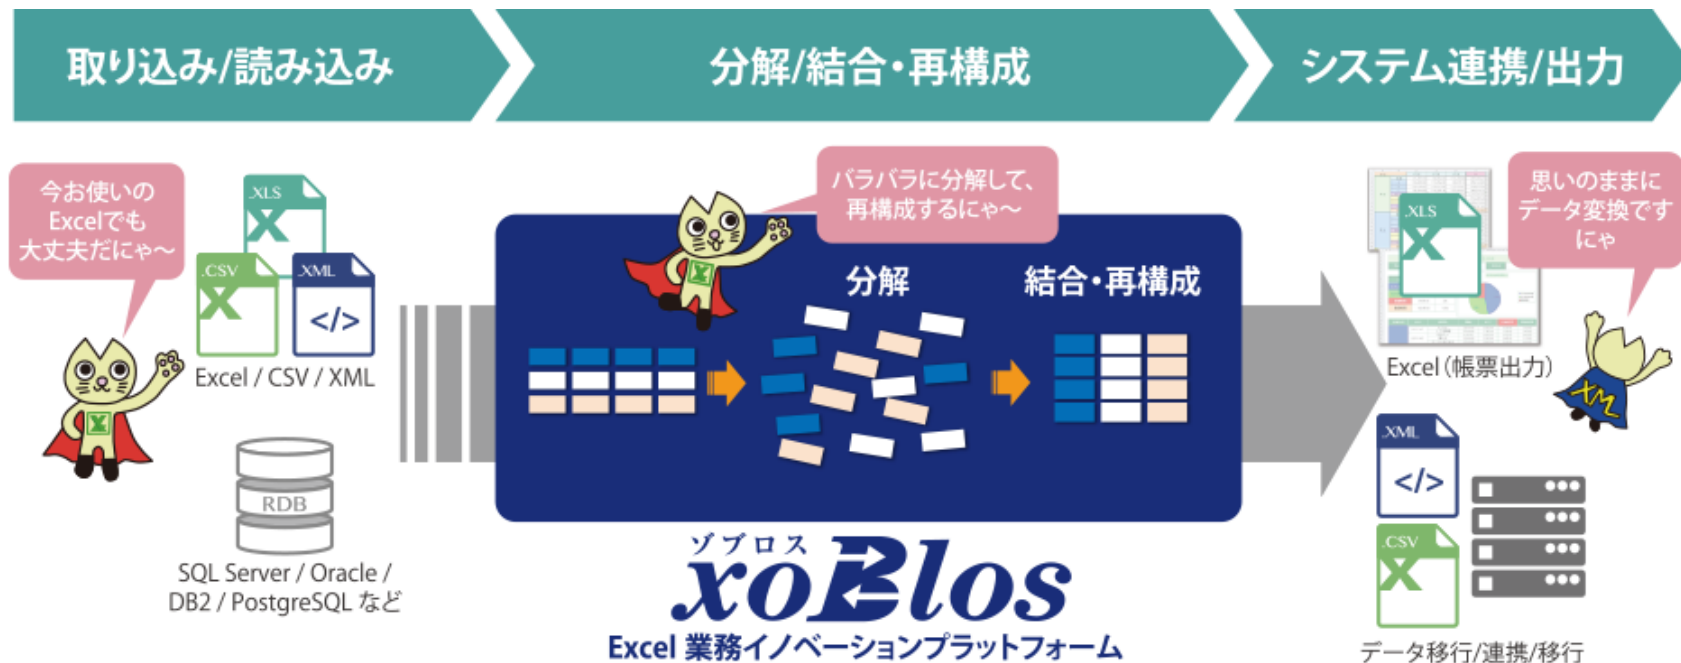 取り込み/読み込み
分解/結合・再構成
システム連携/出力
今お使いの
Excelでも
大丈夫だにゃ～
.XLS
.CSV
.XML
</>
Excel / CSV / XML
RDB
SQL Server / Oracle /
DB2 / PostgreSQL など
バラバラに分解して、
再構成するにゃ～
分解
結合・再構成
ゾブロス
xoBlos
Excel 業務イノベーションプラットフォーム
思いのままに
データ変換です
にゃ
.XLS
Excel（帳票出力）
XML
.XML
</>
.CSV
データ移行/連携/移行